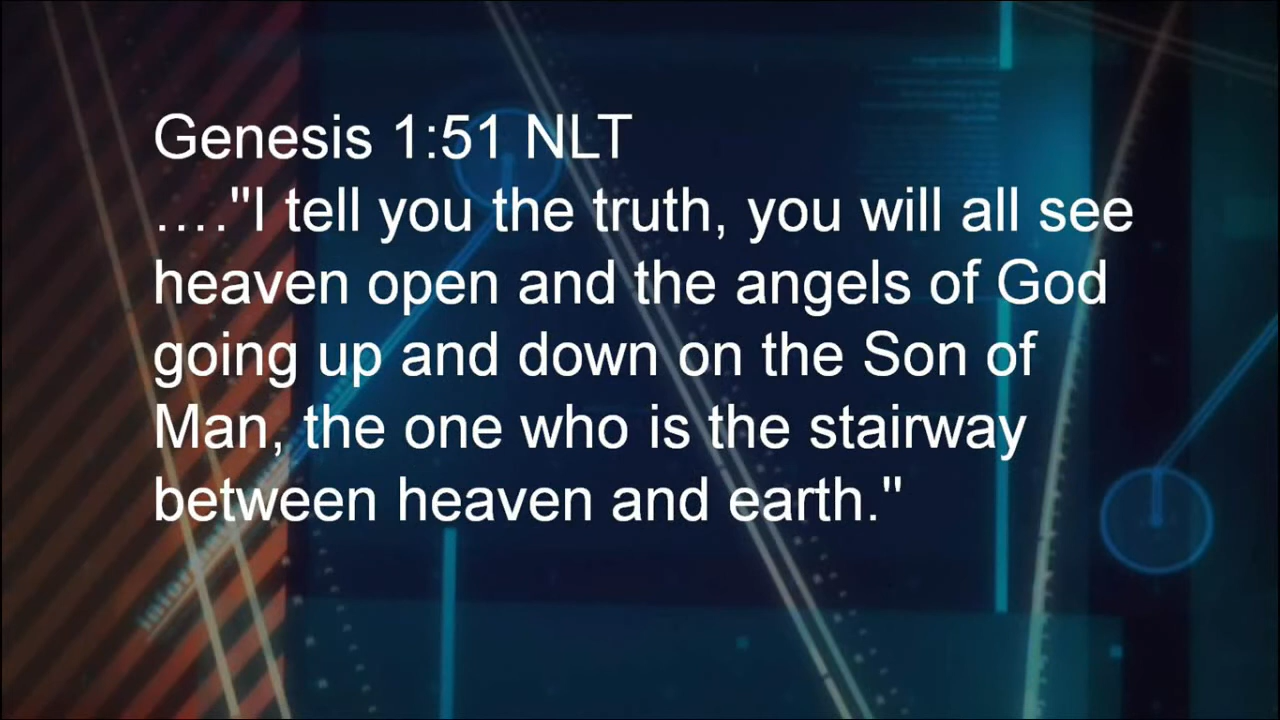 Genesis 1:51 NLT
…."I tell you the truth, you will all see
heaven open and the angels of God
going up and down on the Son of
Man, the one who is the stairway
between heaven and earth."